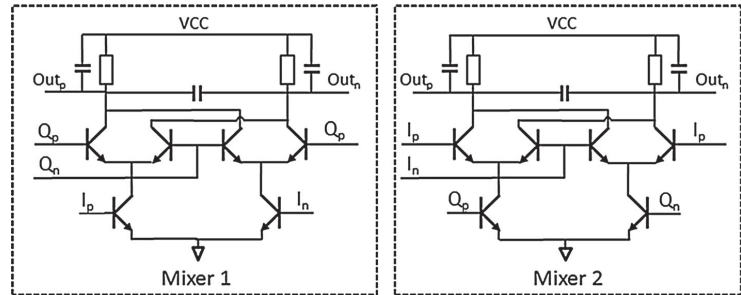 VCC
Outₚ
Outₙ
Qₚ
Qₚ
Qₙ
Iₚ
Iₙ
Mixer 1
VCC
Outₚ
Outₙ
Iₚ
Iₚ
Iₙ
Qₚ
Qₙ
Mixer 2